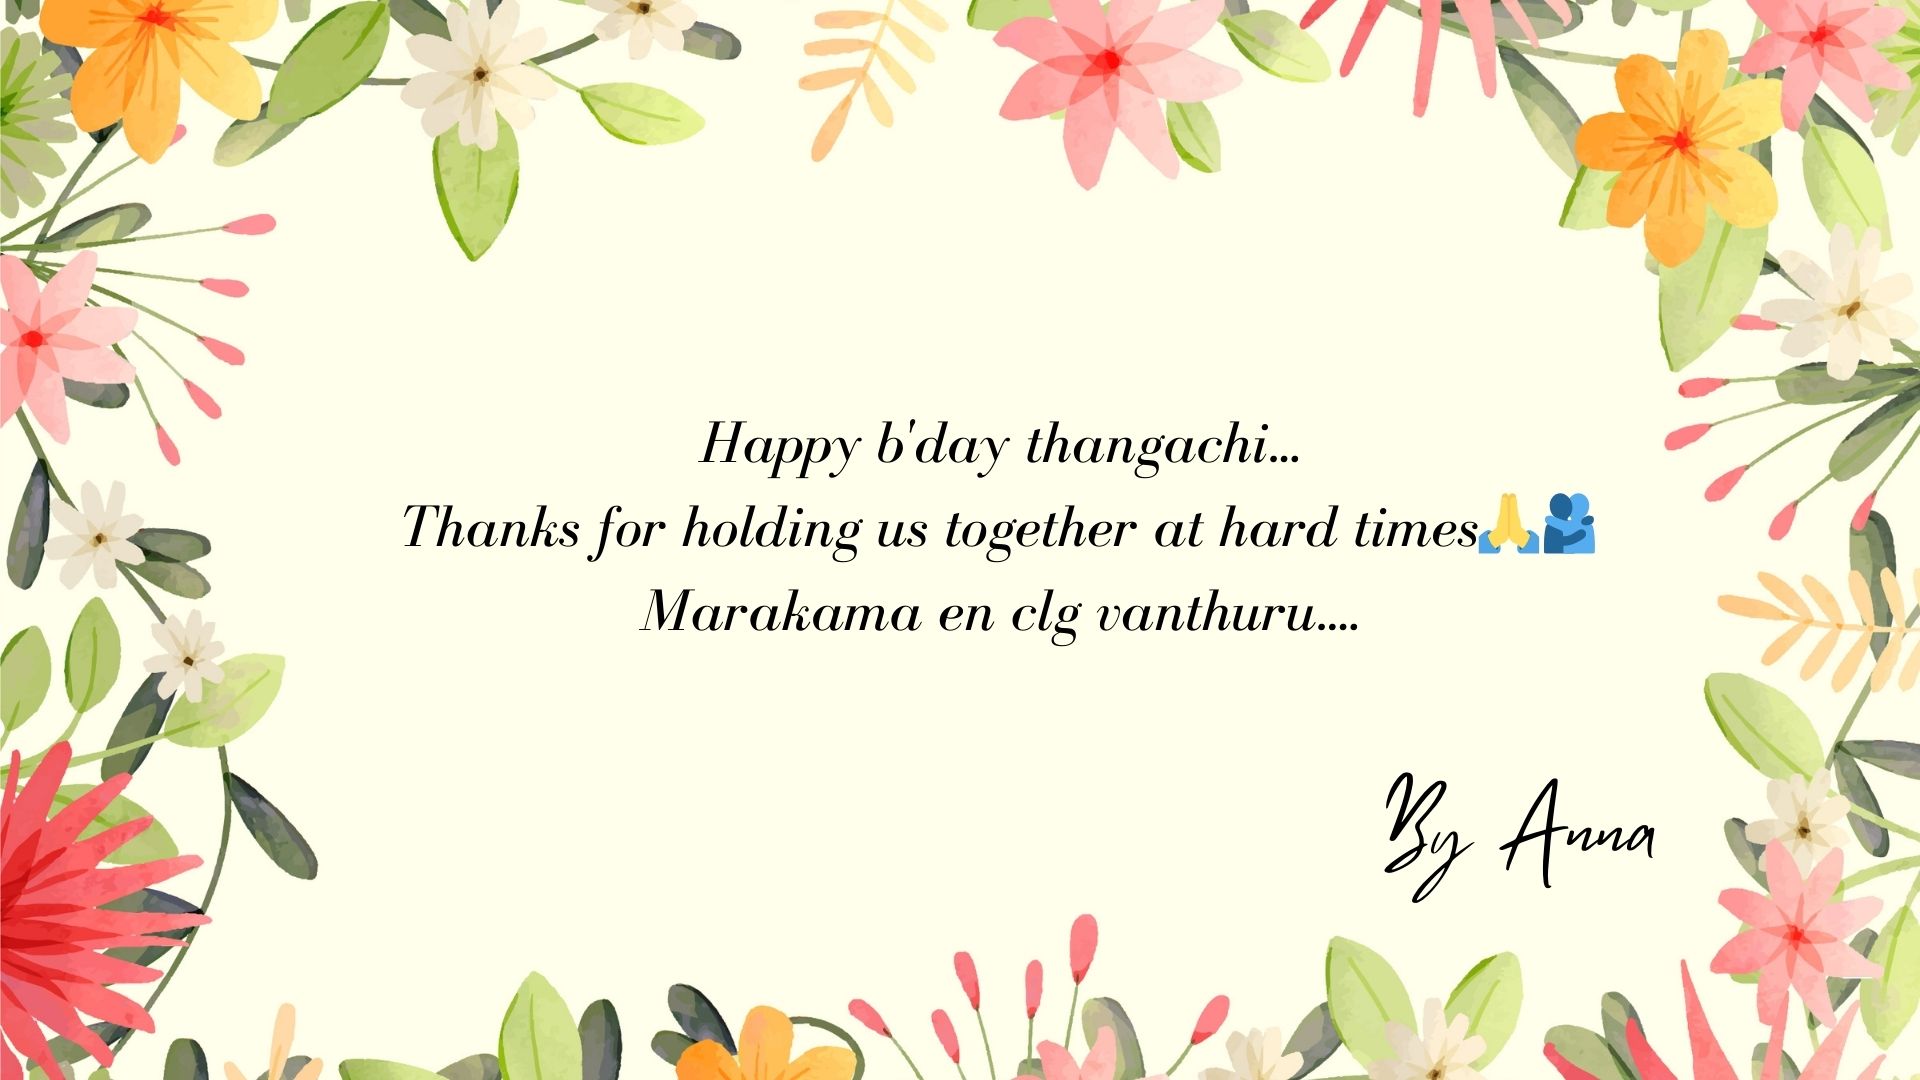 Happy b'day thangachi...
Thanks for holding us together at hard times🙏🫂
Marakama en clg vanthuru....
By Anna